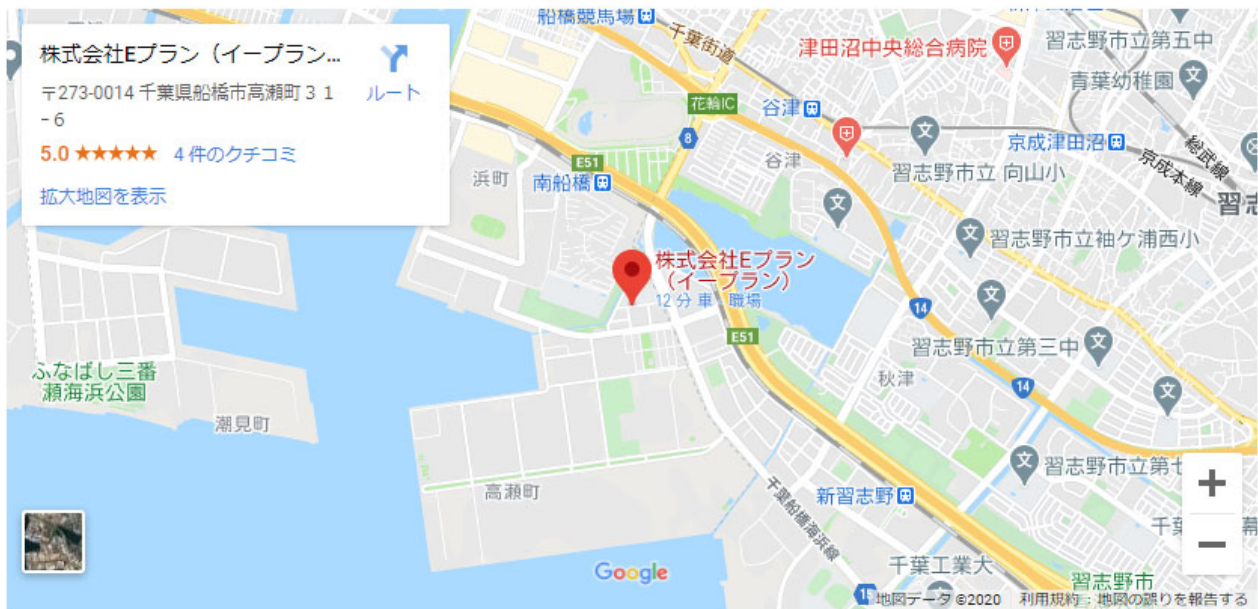 株式会社Eプラン（イープラン...
ルート
〒273-0014 千葉県船橋市高瀬町３１
-６
5.0 ★★★★★ 4 件のクチコミ
拡大地図を表示
船橋競馬場
千葉街道
津田沼中央総合病院
習志野市立第五中
青葉幼稚園
花輪IC
谷津
8
谷津
京成津田沼
総武線
京成本線
習志
E51
浜町
南船橋
習志野市立 向山小
習志野市立袖ケ浦西小
株式会社Eプラン
（イープラン）
12 分 車 - 職場
14
E51
習志野市立第三中
ふなばし三番
瀬海浜公園
秋津
14
潮見町
習志野市立第七
高瀬町
新習志野
千葉船橋海浜線
千葉工業大
習志野市
Google
15
地図データ ©2020
利用規約
地図の誤りを報告する
+
−